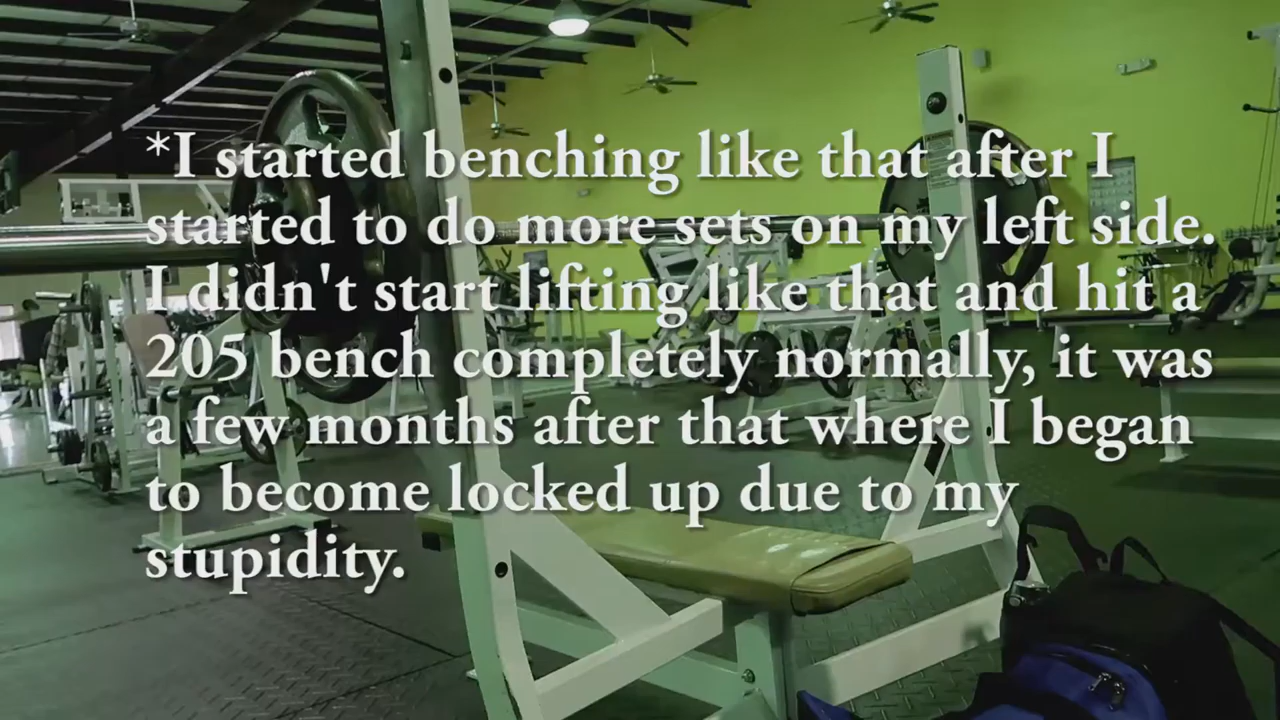 *I started benching like that after I
started to do more sets on my left side.
I didn't start lifting like that and hit a
205 bench completely normally, it was
a few months after that where I began
to become locked up due to my
stupidity.